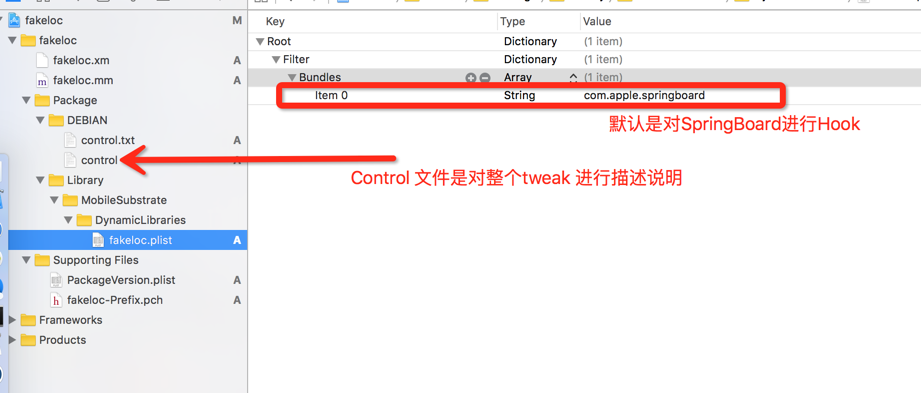 fakeloc M
fakeloc
fakeloc.xm A
fakeloc.mm A
Package
DEBIAN
control.txt A
control
Library
MobileSubstrate
DynamicLibraries
fakeloc.plist A
Supporting Files
PackageVersion.plist A
fakeloc-Prefix.pch A
Frameworks
Products
Key Type Value
Root Dictionary (1 item)
Filter Dictionary (1 item)
Bundles Array (1 item)
Item 0 String com.apple.springboard
默认是对SpringBoard进行Hook
Control 文件是对整个tweak 进行描述说明